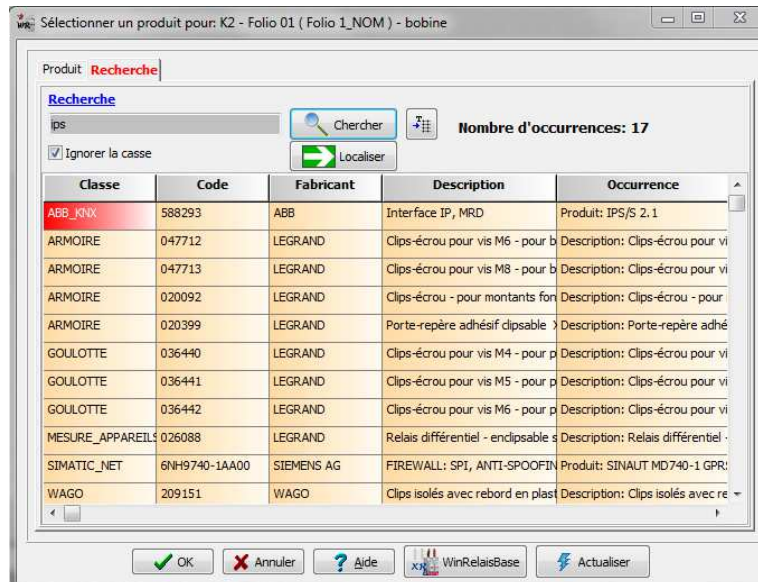 Sélectionner un produit pour: K2 - Folio 01 ( Folio 1_NOM ) - bobine
Produit Recherche
Recherche
ips Chercher Nombre d'occurrences: 17
Ignorer la casse Localiser
Classe Code Fabricant Description Occurrence
ABB_KNX 588293 ABB Interface IP, MRD Produit: IPS/S 2.1
ARMOIRE 047712 LEGRAND Clips-écrou pour vis M6 - pour b Description: Clips-écrou pour vi
ARMOIRE 047713 LEGRAND Clips-écrou pour vis M8 - pour b Description: Clips-écrou pour vi
ARMOIRE 020092 LEGRAND Clips-écrou - pour montants fon Description: Clips-écrou - pour
ARMOIRE 020399 LEGRAND Porte-repère adhésif clipsable Description: Porte-repère adhé
GOULOTTE 036440 LEGRAND Clips-écrou pour vis M4 - pour p Description: Clips-écrou pour vi
GOULOTTE 036441 LEGRAND Clips-écrou pour vis M5 - pour p Description: Clips-écrou pour vi
GOULOTTE 036442 LEGRAND Clips-écrou pour vis M6 - pour p Description: Clips-écrou pour vi
MESURE_APPAREILS 026088 LEGRAND Relais différentiel - enclipsable s Description: Relais différentiel -
SIMATIC_NET 6NH9740-1AA00 SIEMENS AG FIREWALL: SPI, ANTI-SPOOFIN Produit: SINAUT MD740-1 GPRS
WAGO 209151 WAGO Clips isolés avec rebord en plast Description: Clips isolés avec re
OK Annuler Aide WinRelaisBase Actualiser